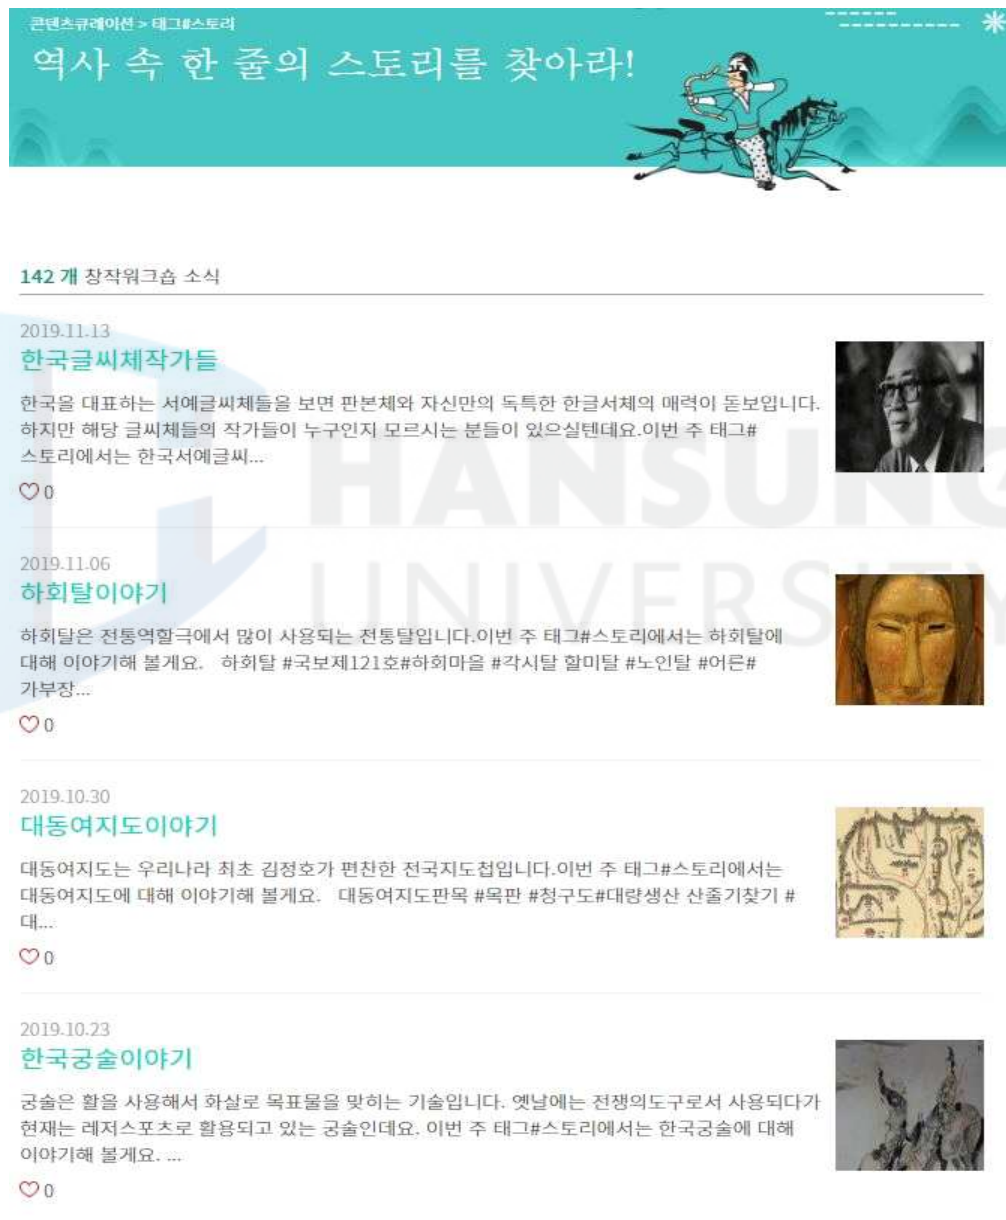 콘텐츠큐레이션 > 태그#스토리
역사 속 한 줄의 스토리를 찾아라!
142 개 창작워크숍 소식
2019.11.13
한국글씨체작가들
한국을 대표하는 서예글씨체들을 보면 판본체와 자신만의 독특한 한글서체의 매력이 돋보입니다.
하지만 해당 글씨체들의 작가들이 누구인지 모르시는 분들이 있으실텐데요.이번 주 태그#
스토리에서는 한국서예글씨...
0
2019.11.06
하회탈이야기
하회탈은 전통역할극에서 많이 사용되는 전통탈입니다.이번 주 태그#스토리에서는 하회탈에
대해 이야기해 볼게요. 하회탈 #국보제121호#하회마을 #각시탈 할미탈 #노인탈 #어른#
가부장...
0
2019.10.30
대동여지도이야기
대동여지도는 우리나라 최초 김정호가 편찬한 전국지도첩입니다.이번 주 태그#스토리에서는
대동여지도에 대해 이야기해 볼게요. 대동여지도판목 #목판 #청구도#대량생산 산줄기찾기 #
대...
0
2019.10.23
한국궁술이야기
궁술은 활을 사용해서 화살로 목표물을 맞히는 기술입니다. 옛날에는 전쟁의도구로서 사용되다가
현재는 레저스포츠로 활용되고 있는 궁술인데요. 이번 주 태그#스토리에서는 한국궁술에 대해
이야기해 볼게요. ...
0
HANSUNG
UNIVERSITY